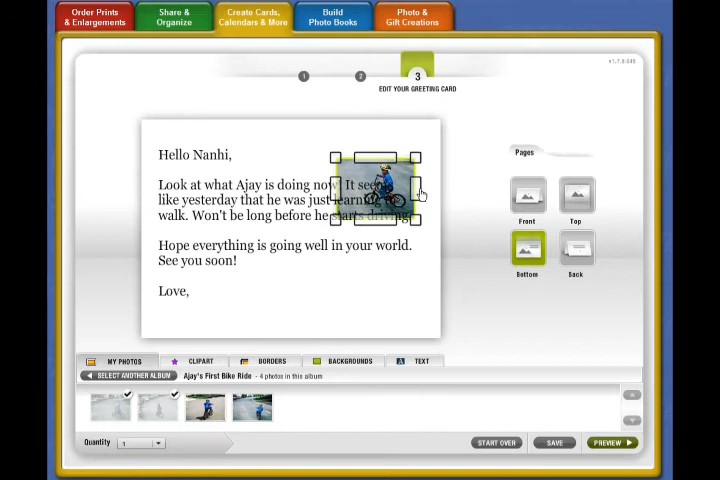 Order Prints
& Enlargements
Share &
Organize
Create Cards,
Calendars & More
Build
Photo Books
Photo &
Gift Creations
v1.7.0.540
1
2
3
EDIT YOUR GREETING CARD
Hello Nanhi,
Look at what Ajay is doing now! It seems
like yesterday that he was just learning to
walk. Won't be long before he starts driving.
Hope everything is going well in your world.
See you soon!
Love,
Pages
Front
Top
Bottom
Back
MY PHOTOS
CLIPART
BORDERS
BACKGROUNDS
A
TEXT
SELECT ANOTHER ALBUM
Ajay's First Bike Ride - 4 photos in this album
Quantity
1
START OVER
SAVE
PREVIEW